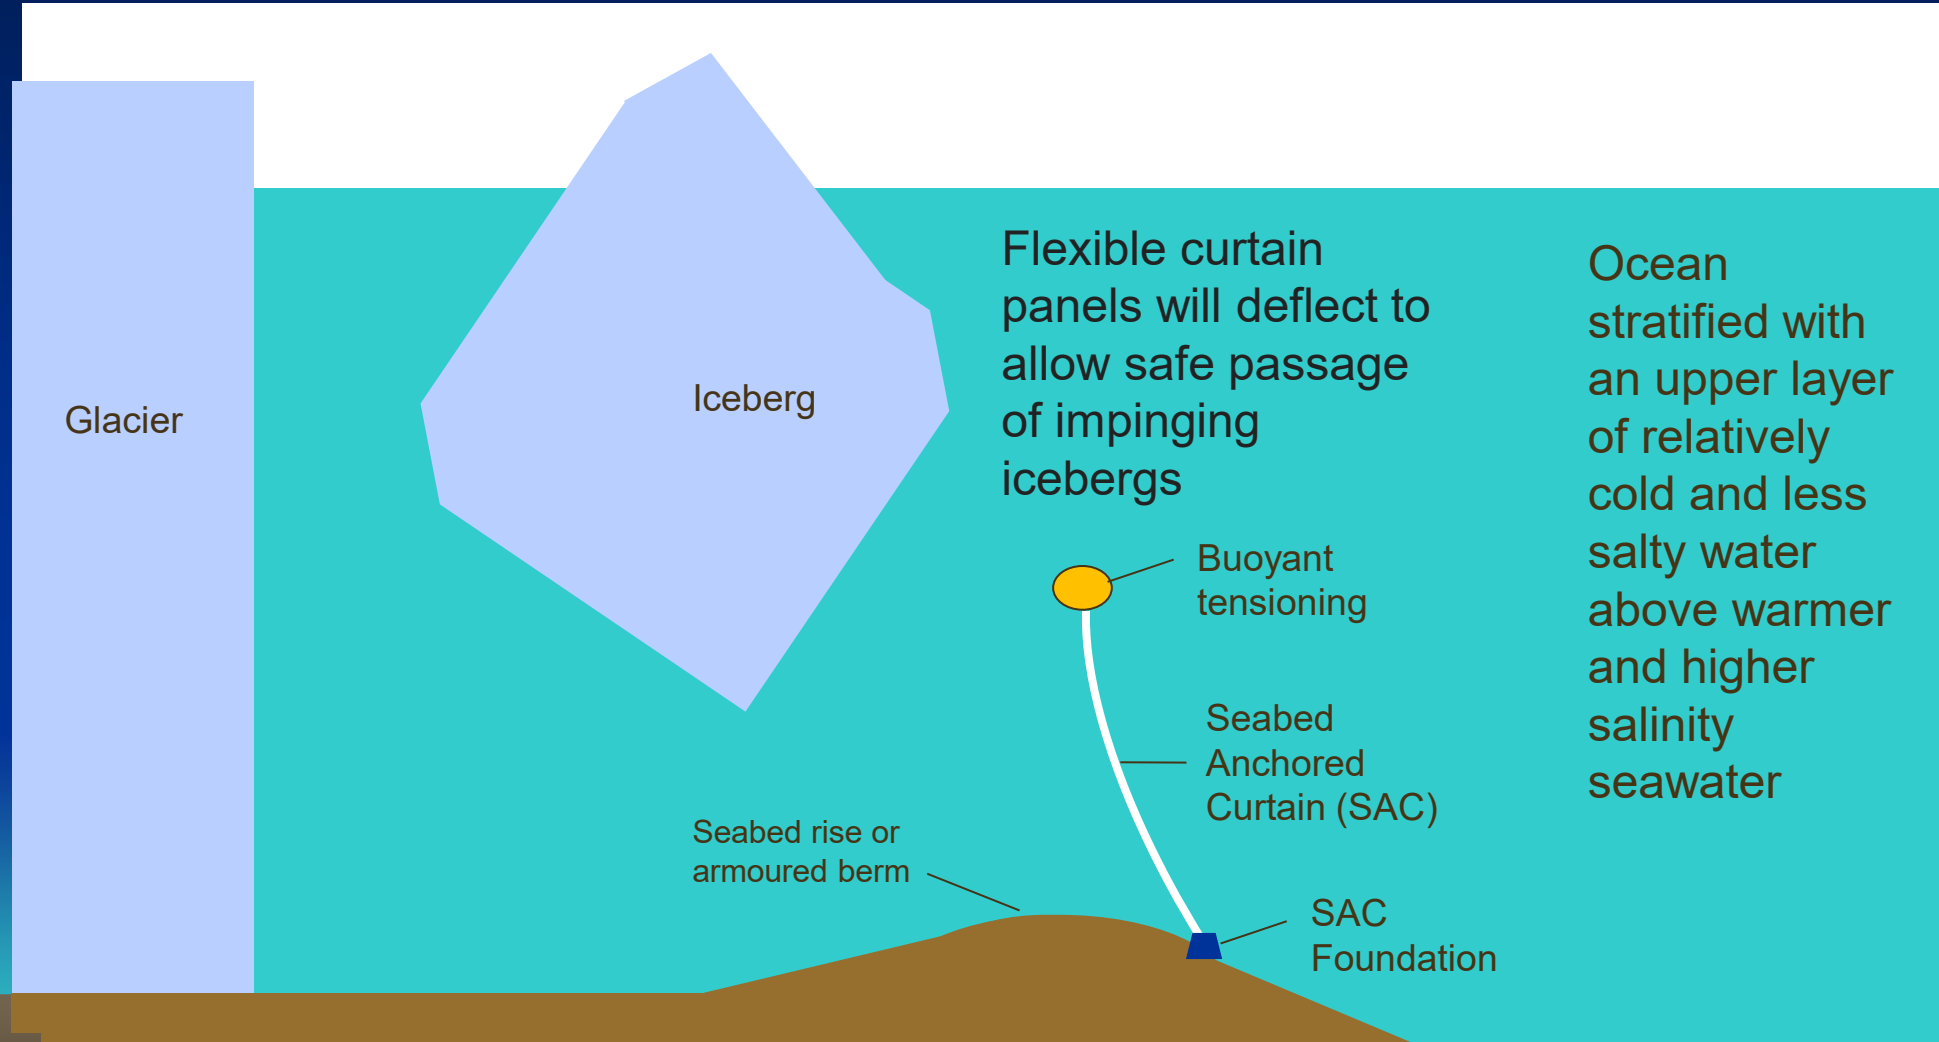 Glacier
Iceberg
Flexible curtain
panels will deflect to
allow safe passage
of impinging
icebergs
Ocean
stratified with
an upper layer
of relatively
cold and less
salty water
above warmer
and higher
salinity
seawater
Buoyant
tensioning
Seabed
Anchored
Curtain (SAC)
Seabed rise or
armoured berm
SAC
Foundation